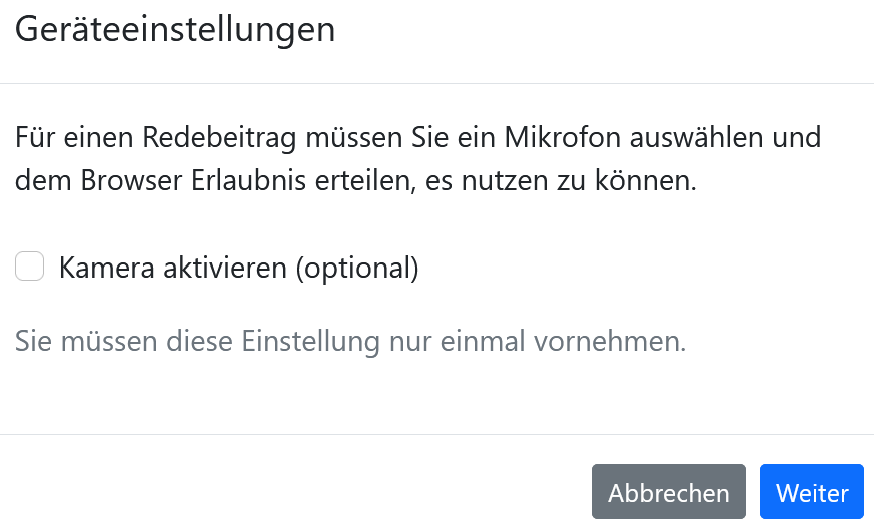 Geräteeinstellungen
Für einen Redebeitrag müssen Sie ein Mikrofon auswählen und
dem Browser Erlaubnis erteilen, es nutzen zu können.
Kamera aktivieren (optional)
Sie müssen diese Einstellung nur einmal vornehmen.
Abbrechen Weiter